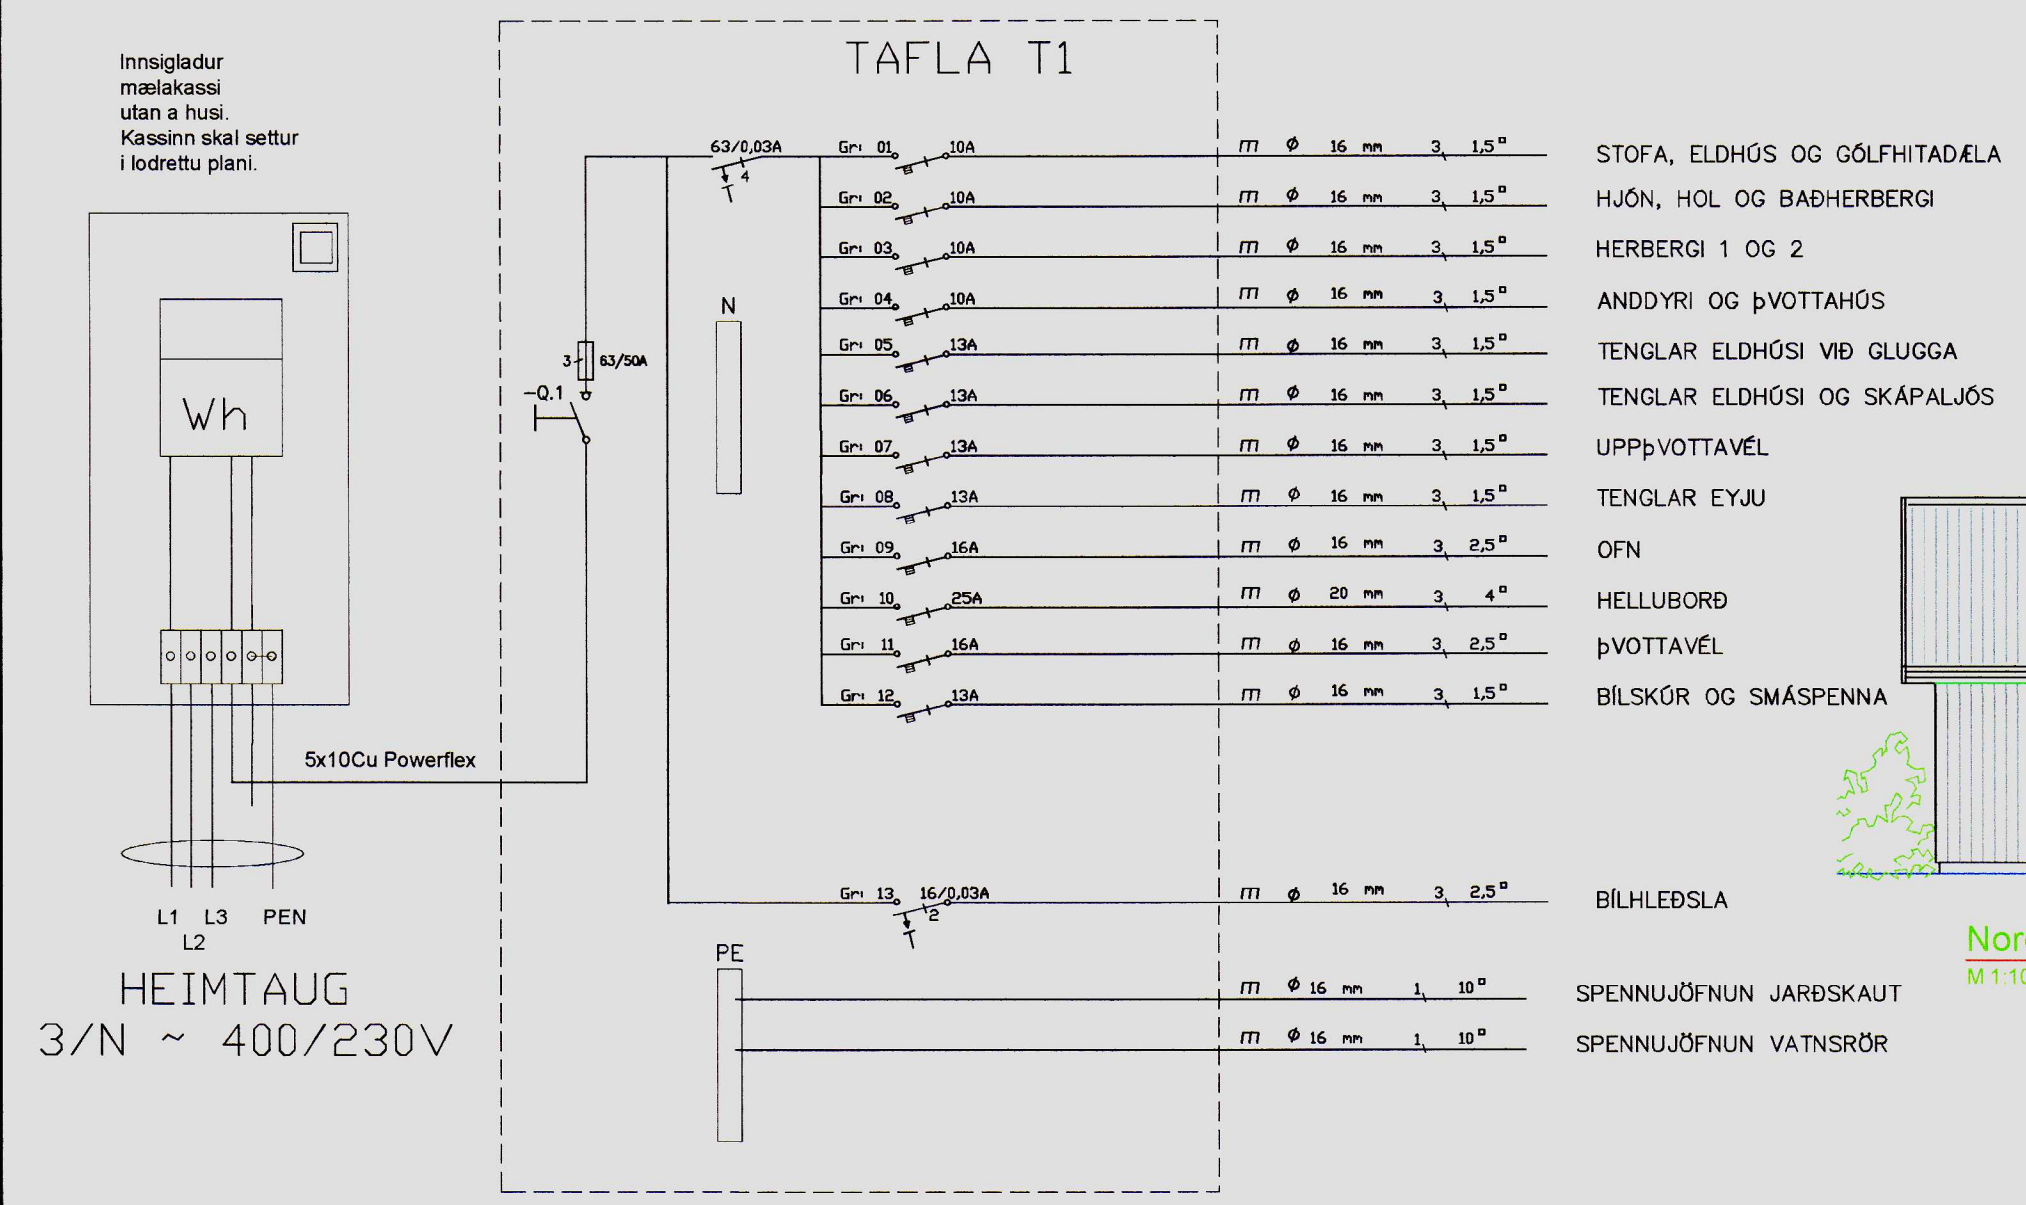 Innsigladur
mælakassi
utan a husi.
Kassinn skal settur
i lodrettu plani.
TAFLA T1
63/0,03A
4
Gr: 01 10A m ø 16 mm 3 1,5▫ STOFA, ELDHÚS OG GÓLFHITADÆLA
Gr: 02 10A m ø 16 mm 3 1,5▫ HJÓN, HOL OG BAÐHERBERGI
Gr: 03 10A m ø 16 mm 3 1,5▫ HERBERGI 1 OG 2
Gr: 04 10A m ø 16 mm 3 1,5▫ ANDDYRI OG ÞVOTTAHÚS
Gr: 05 13A m ø 16 mm 3 1,5▫ TENGLAR ELDHÚSI VIÐ GLUGGA
Gr: 06 13A m ø 16 mm 3 1,5▫ TENGLAR ELDHÚSI OG SKÁPALJÓS
Gr: 07 13A m ø 16 mm 3 1,5▫ UPPÞVOTTAVÉL
Gr: 08 13A m ø 16 mm 3 1,5▫ TENGLAR EYJU
Gr: 09 16A m ø 16 mm 3 2,5▫ OFN
Gr: 10 25A m ø 20 mm 3 4▫ HELLUBORÐ
Gr: 11 16A m ø 16 mm 3 2,5▫ ÞVOTTAVÉL
Gr: 12 13A m ø 16 mm 3 1,5▫ BÍLSKÚR OG SMÁSPENNA
N
3 63/50A
-Q.1
Wh
5x10Cu Powerflex
Gr: 13 16/0,03A m ø 16 mm 3 2,5▫ BÍLHLEÐSLA
2
L1 L3 PEN
L2
HEIMTAUG
3/N ~ 400/230V
PE
m ø 16 mm 1 10▫ SPENNUJÖFNUN JARÐSKAUT
m ø 16 mm 1 10▫ SPENNUJÖFNUN VATNSRÖR
Nor
M 1:10